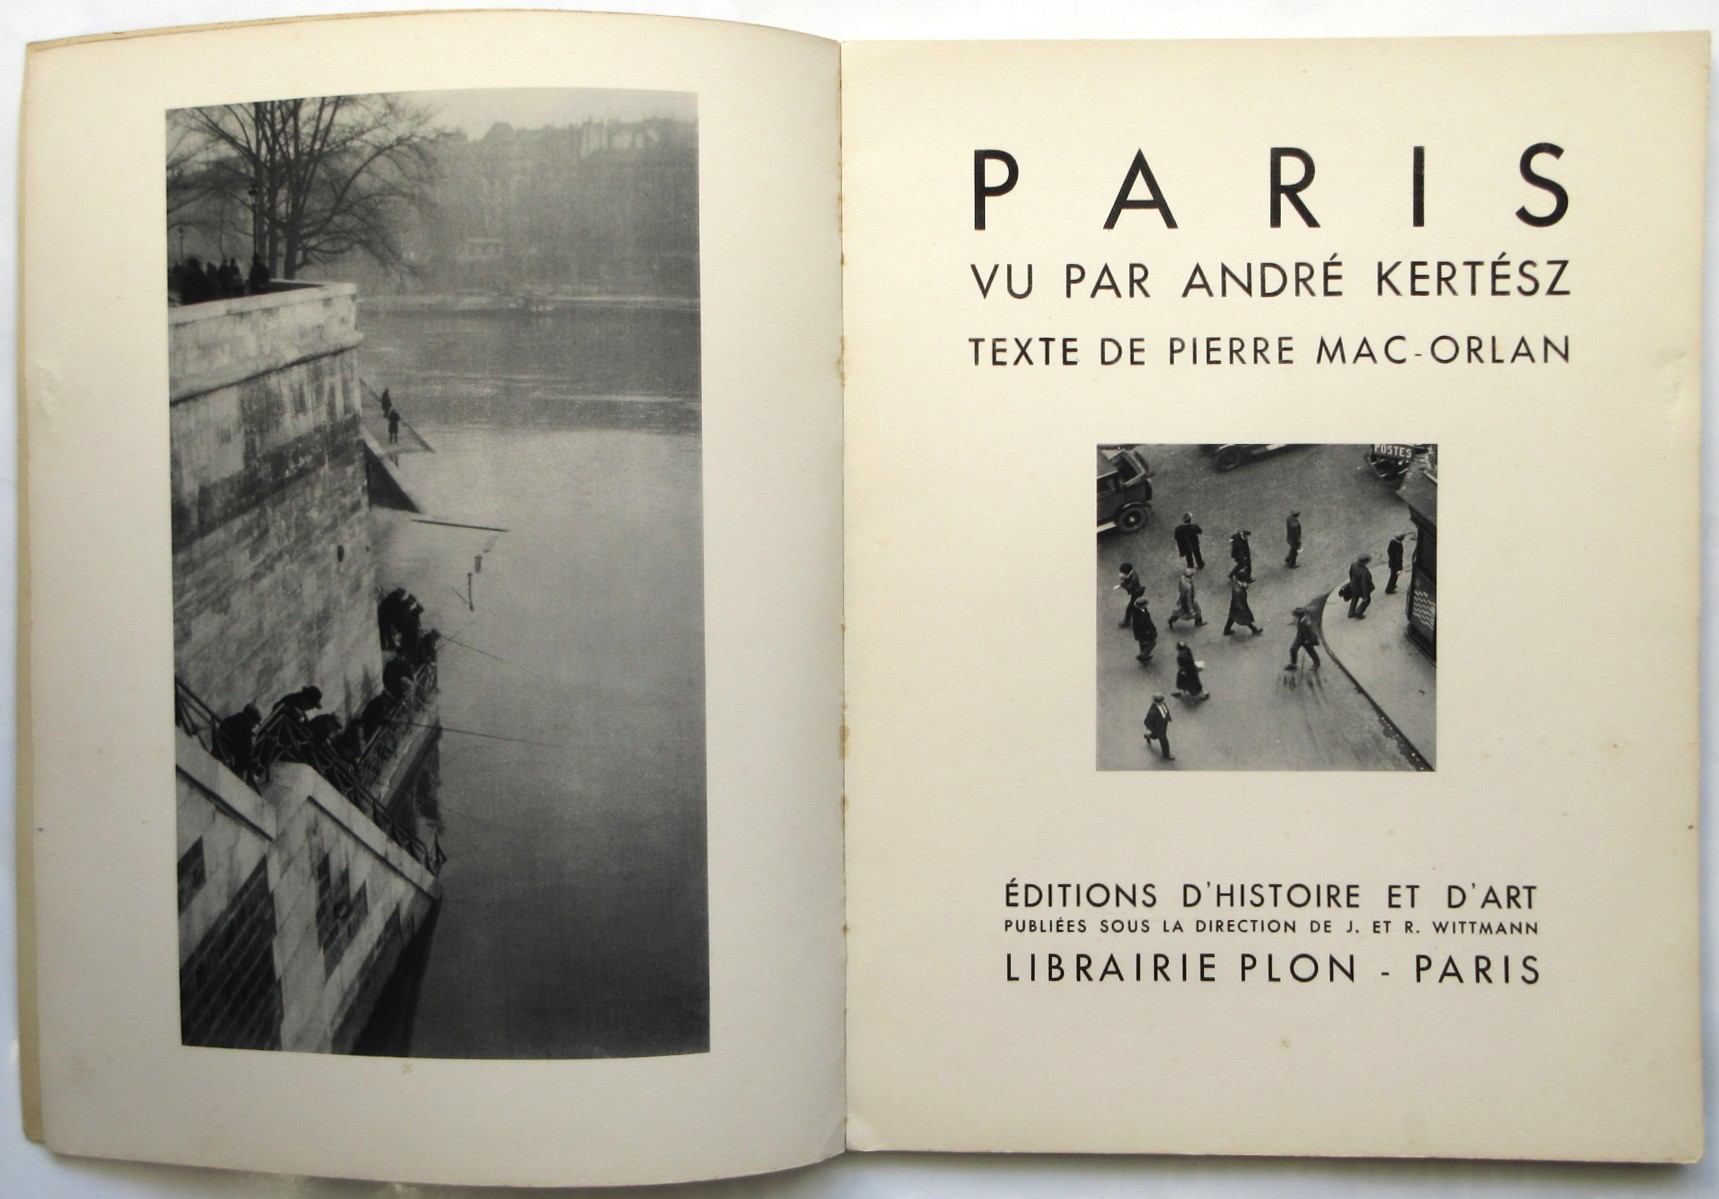 PARIS
VU PAR ANDRÉ KERTÉSZ
TEXTE DE PIERRE MAC-ORLAN
POSTES
ÉDITIONS D'HISTOIRE ET D'ART
PUBLIÉES SOUS LA DIRECTION DE J. ET R. WITTMANN
LIBRAIRIE PLON - PARIS